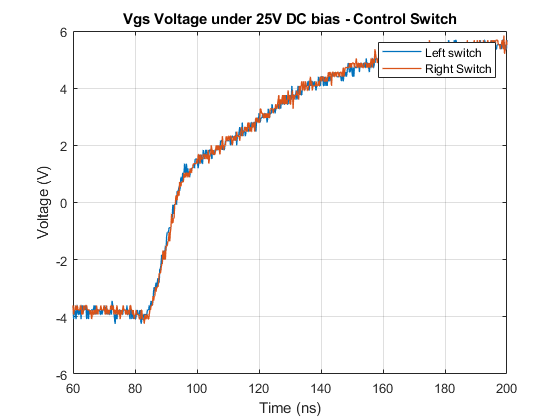 Vgs Voltage under 25V DC bias - Control Switch
Left switch
Right Switch
Voltage (V)
6
4
2
0
-2
-4
-6
60 80 100 120 140 160 180 200
Time (ns)